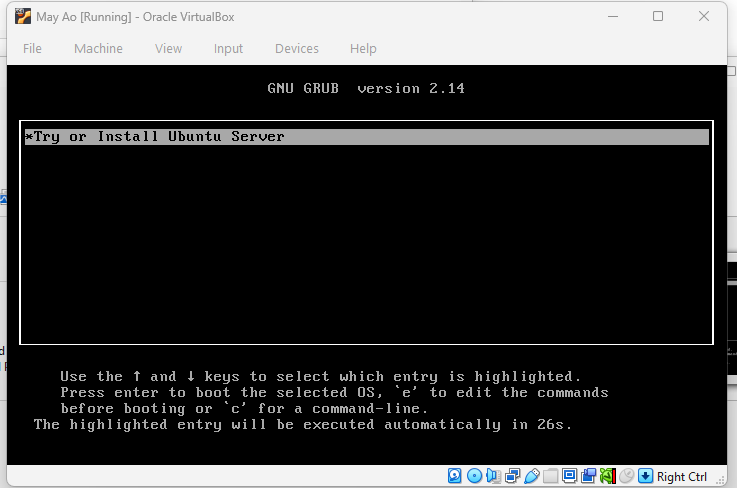 May Ao [Running] - Oracle VirtualBox
File Machine View Input Devices Help
GNU GRUB version 2.14
*Try or Install Ubuntu Server
Use the ↑ and ↓ keys to select which entry is highlighted.
Press enter to boot the selected OS, `e' to edit the commands
before booting or `c' for a command-line.
The highlighted entry will be executed automatically in 26s.
Right Ctrl